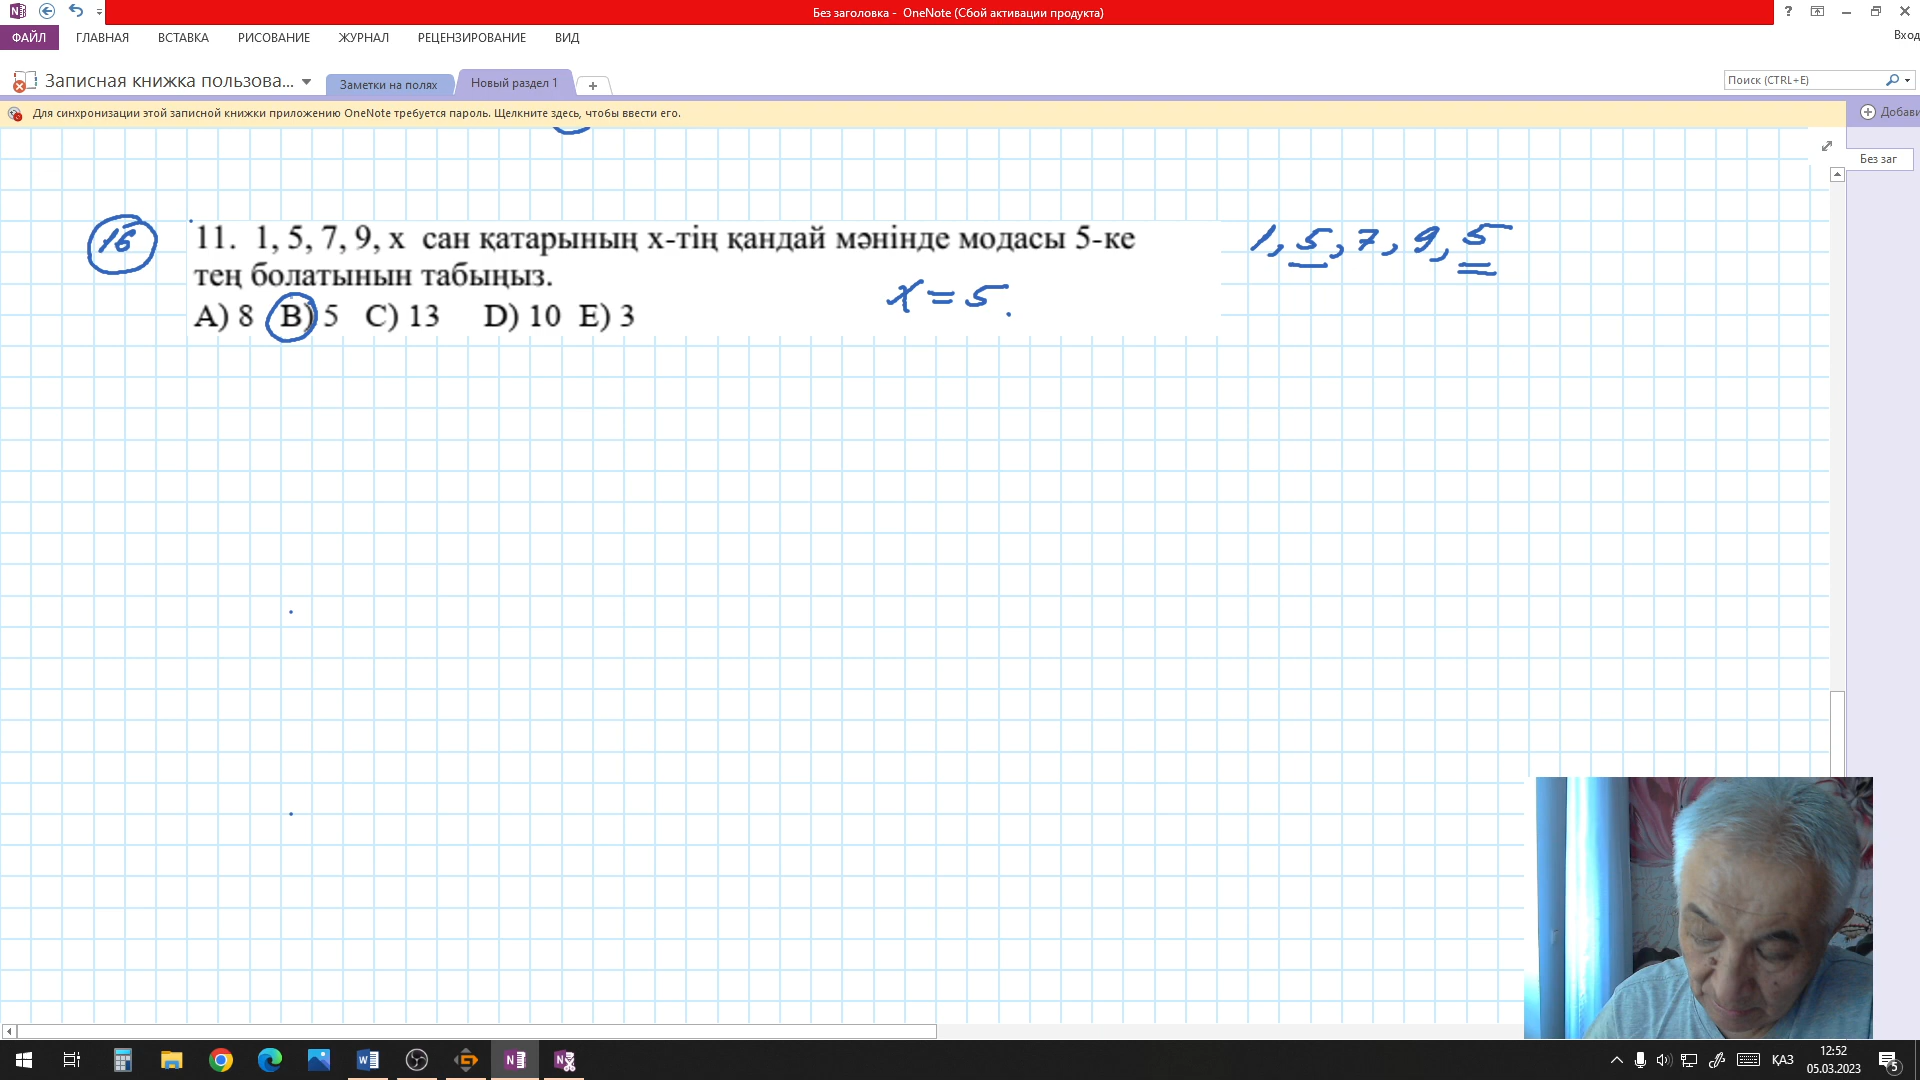 Без заголовка - OneNote (Сбой активации продукта)
ФАЙЛ ГЛАВНАЯ ВСТАВКА РИСОВАНИЕ ЖУРНАЛ РЕЦЕНЗИРОВАНИЕ ВИД
Вход
Записная книжка пользова... Заметки на полях Новый раздел 1
Поиск (CTRL+E)
Для синхронизации этой записной книжки приложению OneNote требуется пароль. Щелкните здесь, чтобы ввести его.
Добави
Без заг
16 11. 1, 5, 7, 9, x сан қатарының x-тің қандай мәнінде модасы 5-ке 1, 5, 7, 9, 5
тең болатынын табыңыз.
x = 5.
A) 8 B) 5 C) 13 D) 10 E) 3
12:52
ҚАЗ
05.03.2023
5